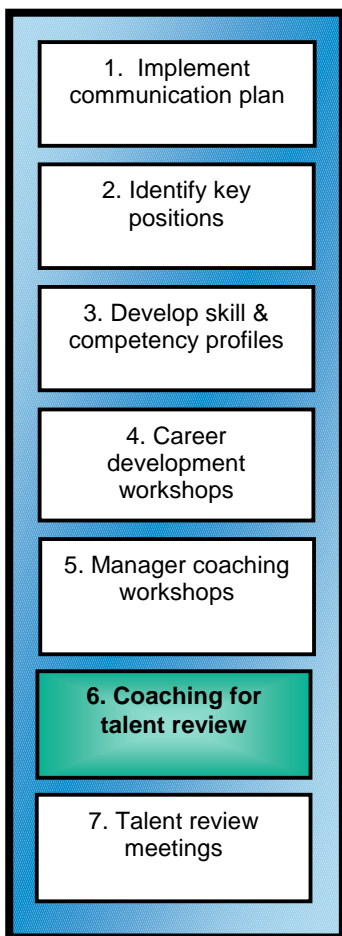 1. Implement
communication plan
2. Identify key
positions
3. Develop skill &
competency profiles
4. Career
development
workshops
5. Manager coaching
workshops
6. Coaching for
talent review
7. Talent review
meetings